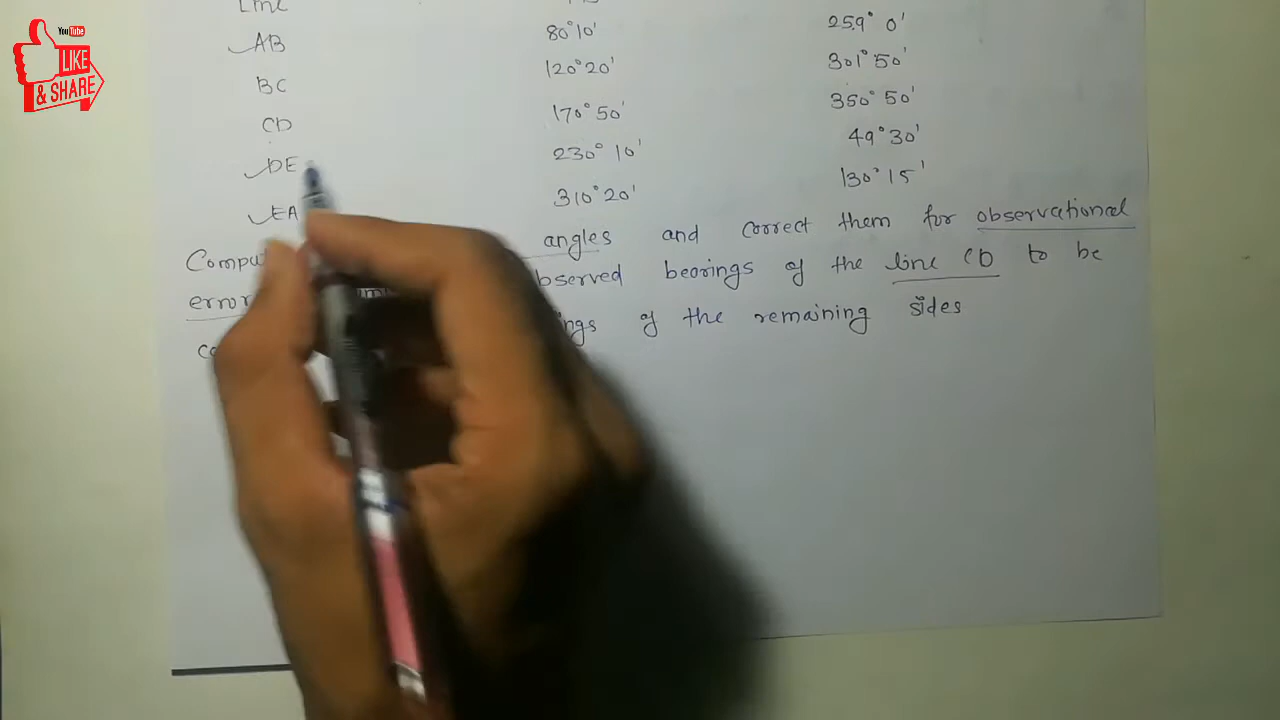 YouTube
LIKE
& SHARE
Line
AB 80°10' 259° 0'
BC 120°20' 301°50'
CD 170°50' 350°50'
DE 230°10' 49°30'
EA 310°20' 130°15'
angles and correct them for observational
error observed bearings of the line CD to be
of the remaining sides